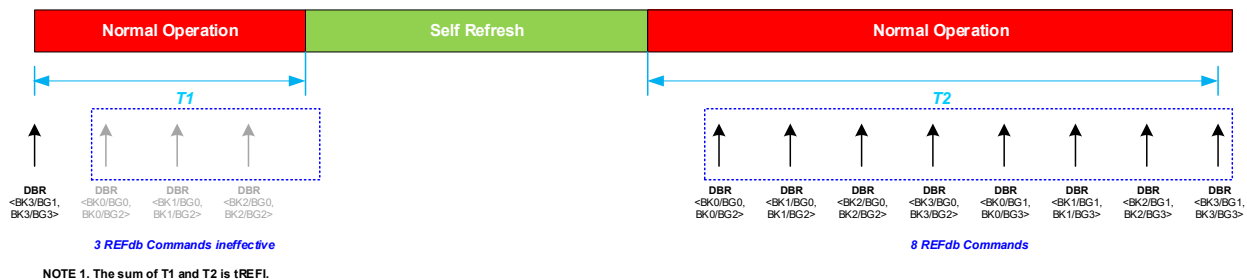 Normal Operation Self Refresh Normal Operation
T1 T2
DBR DBR DBR DBR DBR DBR DBR DBR DBR DBR DBR DBR
<BK3/BG1, <BK0/BG0, <BK1/BG0, <BK2/BG0, <BK0/BG0, <BK1/BG0, <BK2/BG0, <BK3/BG0, <BK0/BG1, <BK1/BG1, <BK2/BG1, <BK3/BG1,
BK3/BG3> BK0/BG2> BK1/BG2> BK2/BG2> BK0/BG2> BK1/BG2> BK2/BG2> BK3/BG2> BK0/BG3> BK1/BG3> BK2/BG3> BK3/BG3>
3 REFdb Commands ineffective 8 REFdb Commands
NOTE 1. The sum of T1 and T2 is tREFI.